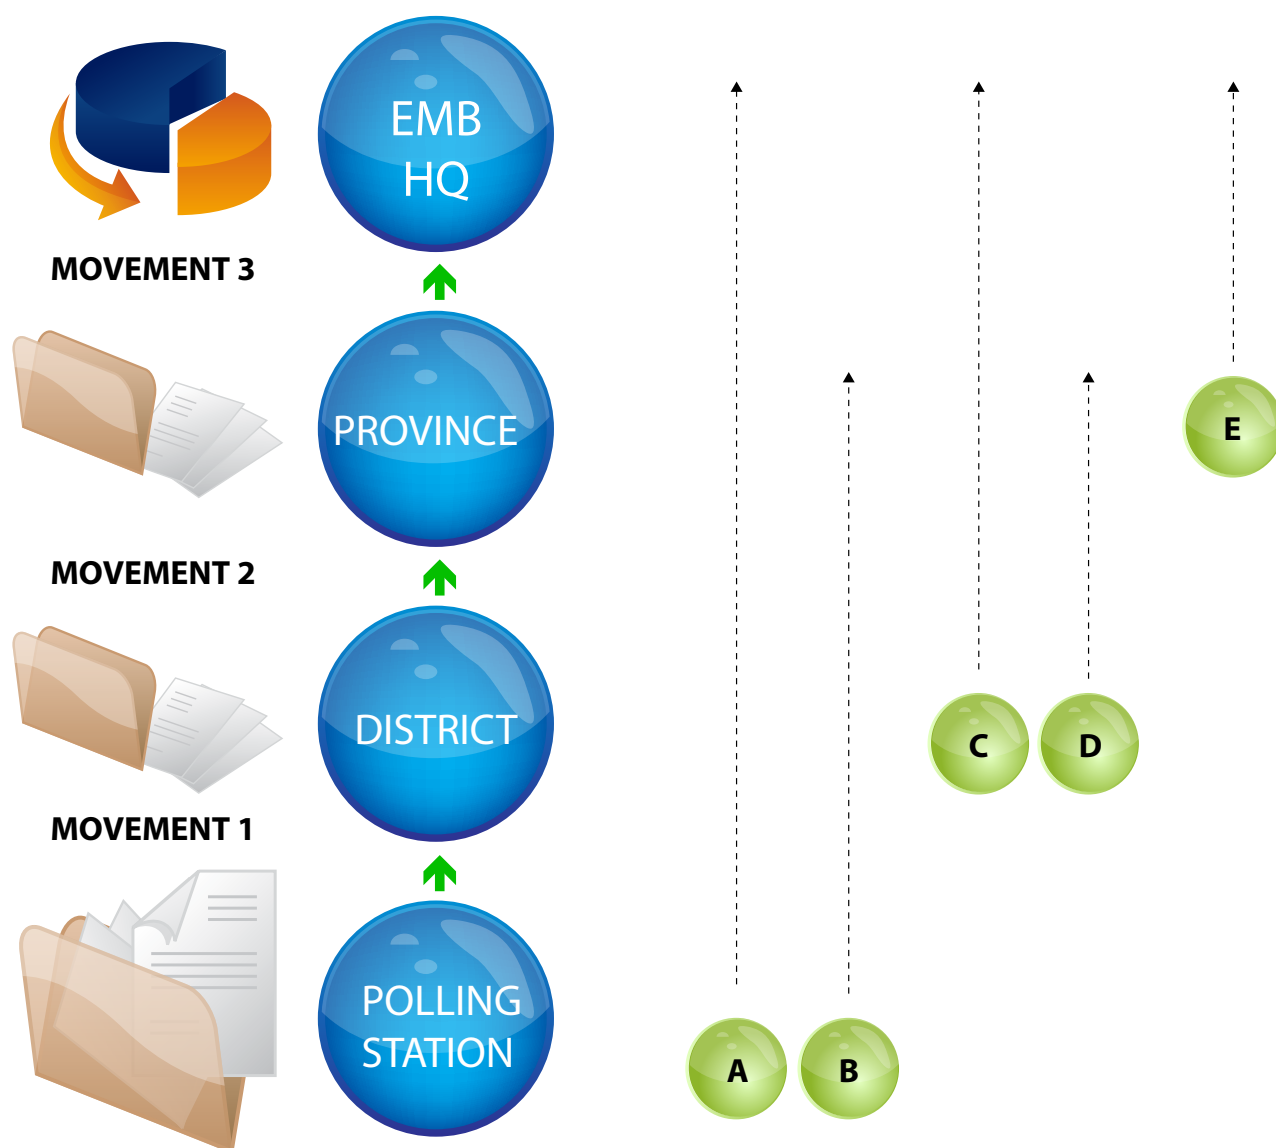 EMB
HQ
MOVEMENT 3
PROVINCE
E
MOVEMENT 2
DISTRICT
C
D
MOVEMENT 1
POLLING
STATION
A
B